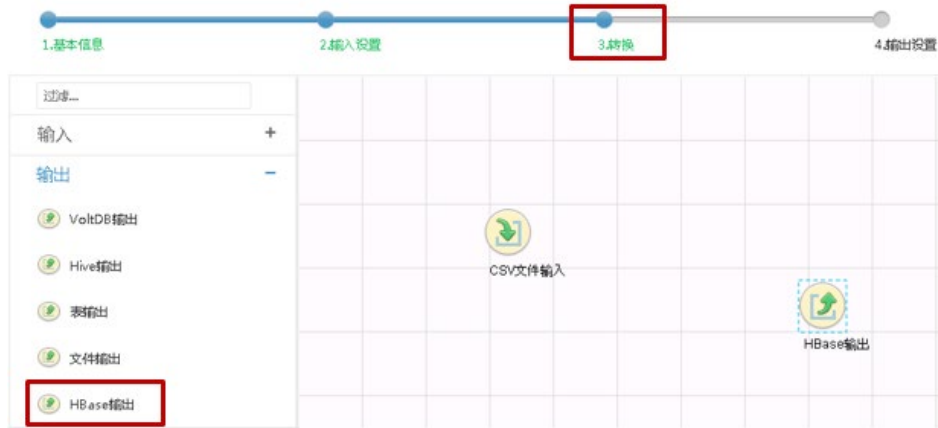 1.基本信息
2.输入设置
3.转换
4.输出设置
过滤...
输入 +
输出 -
VoltDB输出
Hive输出
表输出
文件输出
HBase输出
CSV文件输入
HBase输出